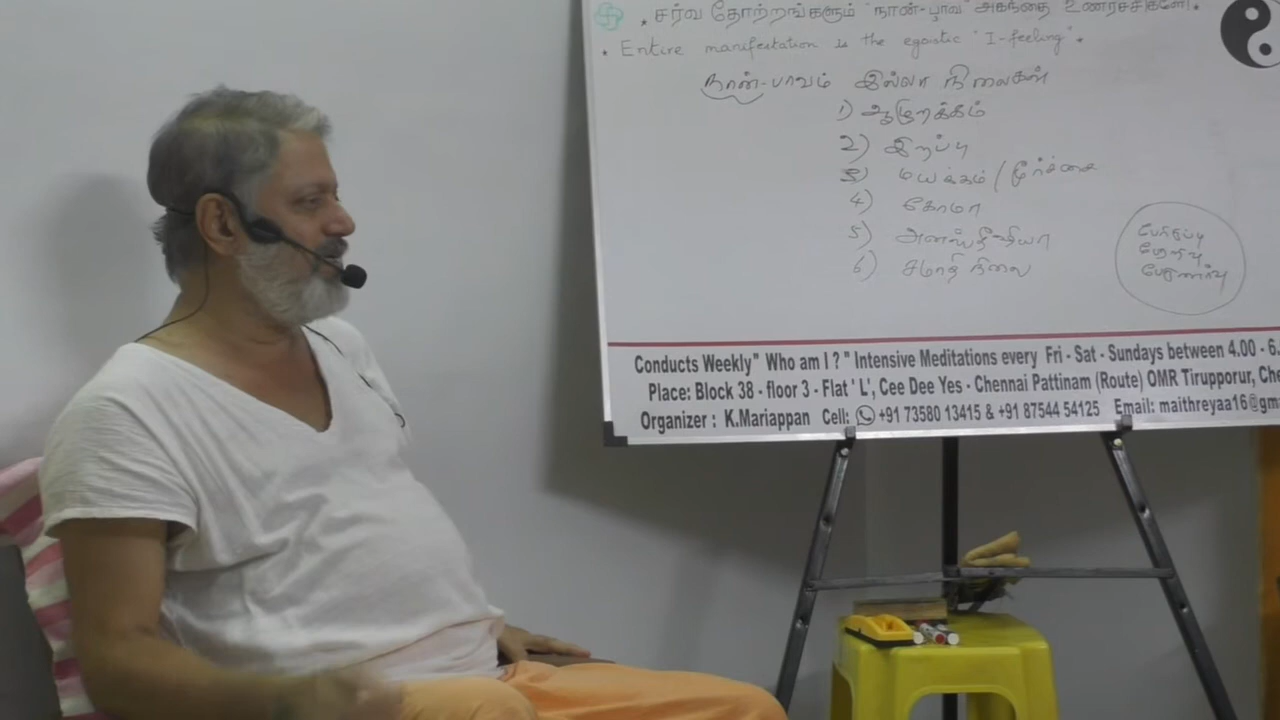 * சர்வ தோற்றங்களும் "நான்-பாவ" அகந்தை உணர்ச்சிகளே!.
* Entire manifestation is the egoistic "I-feeling".
நான்-பாவம் இல்லா நிலைகள்
1) ஆழுறக்கம்
2) இறப்பு
3) மயக்கம் / மூர்ச்சை
4) கோமா
5) அனஸ்தீஷியா
6) சமாதி நிலை
பேரிருப்பு
பேரறிவு
பேருணர்வு
Conducts Weekly" Who am I ? " Intensive Meditations every Fri - Sat - Sundays between 4.00 - 6.
Place: Block 38 - floor 3 - Flat ' L', Cee Dee Yes - Chennai Pattinam (Route) OMR Tirupporur, Che
Organizer : K.Mariappan Cell: +91 73580 13415 & +91 87544 54125 Email: maithreyaa16@gm